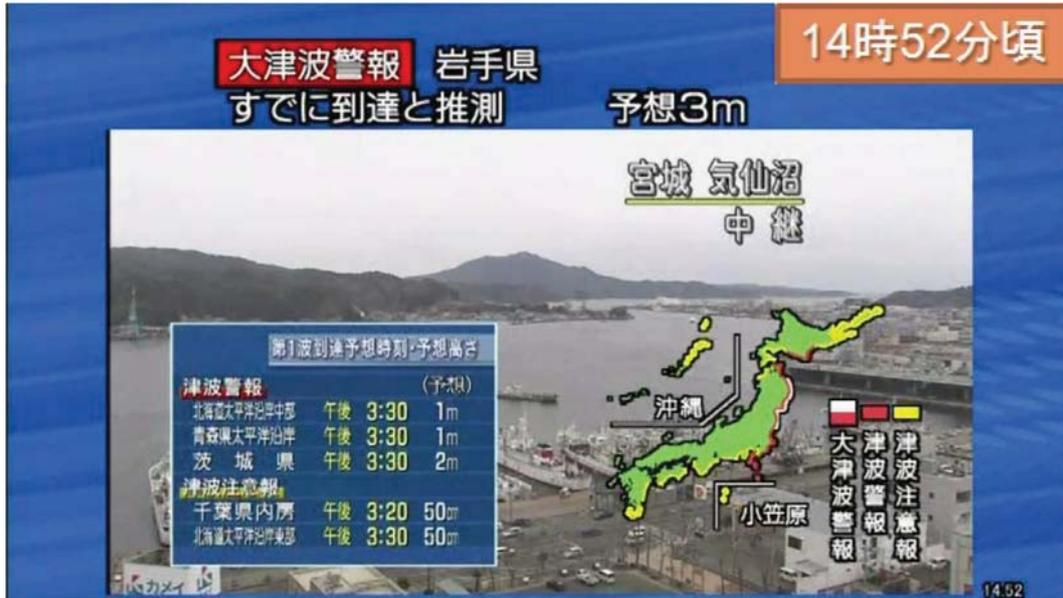 14時52分頃
大津波警報 岩手県
すでに到達と推測 予想3m
宮城 気仙沼
中継
第1波到達予想時刻・予想高さ
津波警報 (予想)
北海道太平洋沿岸中部 午後 3:30 1m
青森県太平洋沿岸 午後 3:30 1m
茨城県 午後 3:30 2m
津波注意報
千葉県内房 午後 3:20 50cm
北海道太平洋沿岸東部 午後 3:30 50cm
沖縄
小笠原
大津波警報
津波警報
津波注意報
カメイ
14:52